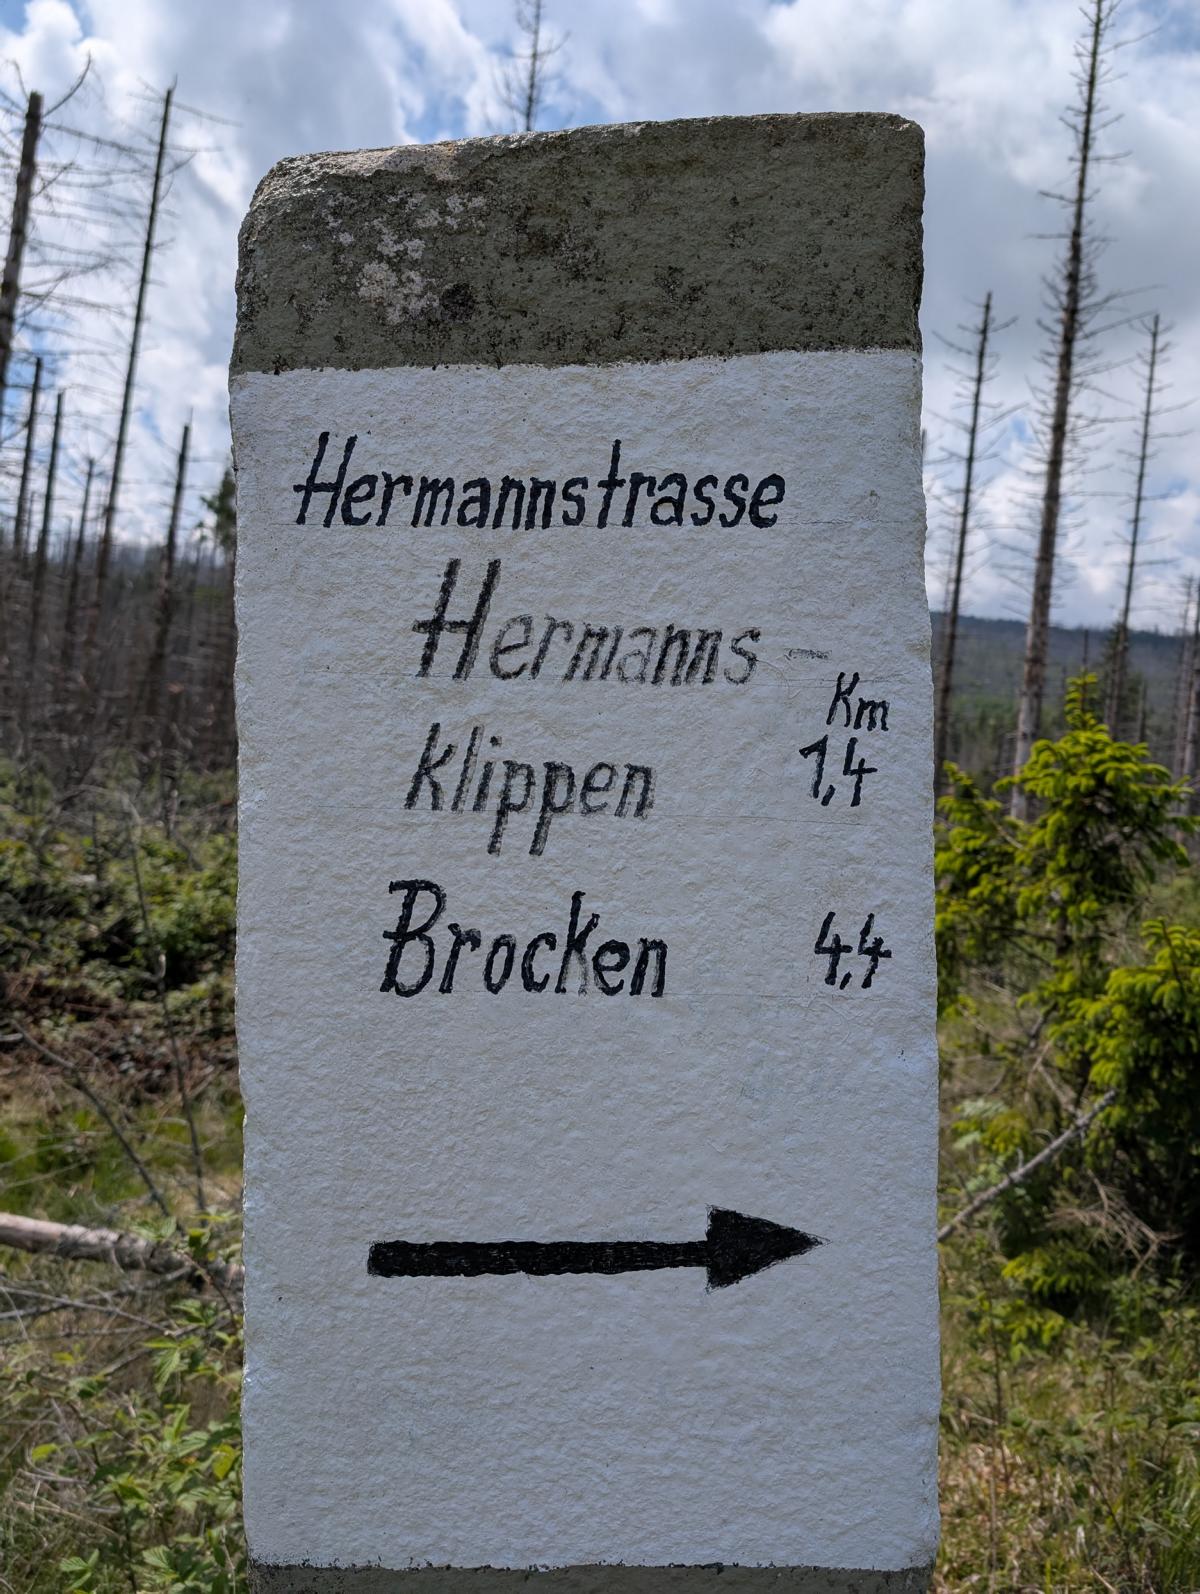 Hermannstrasse
Hermanns-
Km
klippen 1,4
Brocken 4,4